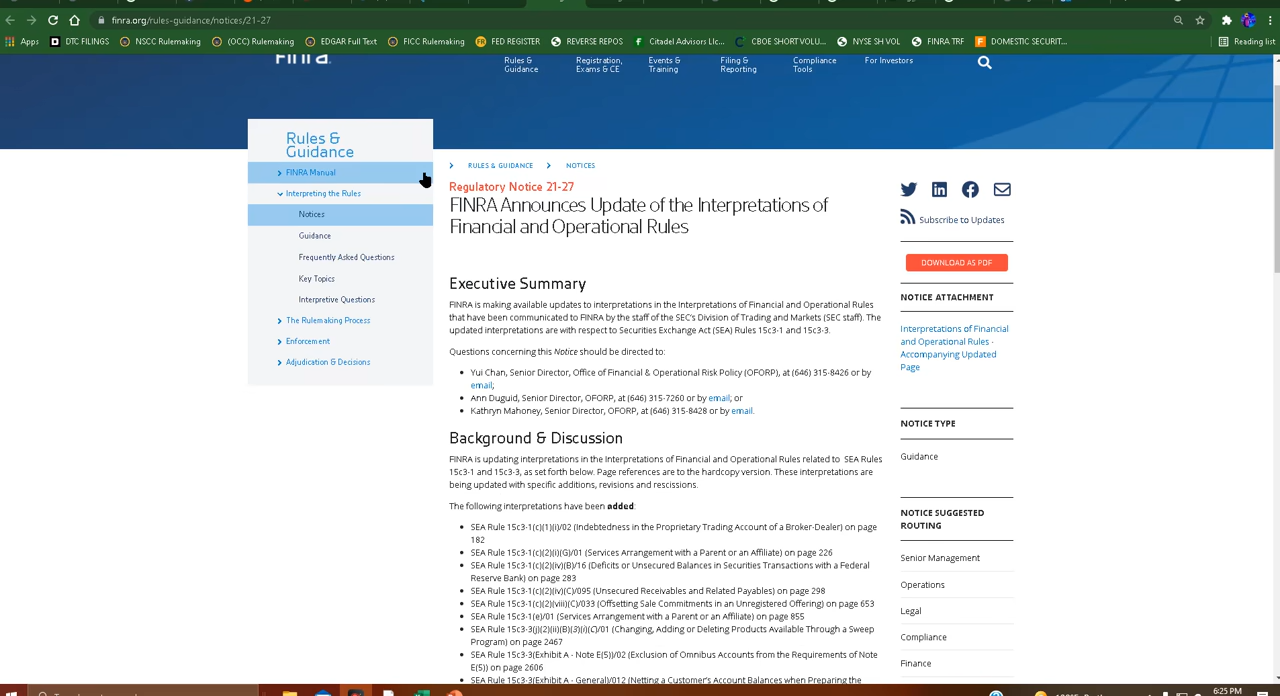 finra.org/rules-guidance/notices/21-27
Apps DTC FILINGS NSCC Rulemaking (OCC) Rulemaking EDGAR Full Text FICC Rulemaking FED REGISTER REVERSE REPOS Citadel Advisors Llc... CBOE SHORT VOLU... NYSE SH VOL FINRA TRF DOMESTIC SECURIT... Reading list
Finra
Rules &
Guidance
Registration,
Exams & CE
Events &
Training
Filing &
Reporting
Compliance
Tools
For Investors
Rules &
Guidance
FINRA Manual
Interpreting the Rules
Notices
Guidance
Frequently Asked Questions
Key Topics
Interpretive Questions
The Rulemaking Process
Enforcement
Adjudication & Decisions
RULES & GUIDANCE NOTICES
Regulatory Notice 21-27
FINRA Announces Update of the Interpretations of
Financial and Operational Rules
Executive Summary
FINRA is making available updates to interpretations in the Interpretations of Financial and Operational Rules
that have been communicated to FINRA by the staff of the SEC's Division of Trading and Markets (SEC staff). The
updated interpretations are with respect to Securities Exchange Act (SEA) Rules 15c3-1 and 15c3-3.
Questions concerning this Notice should be directed to:
• Yui Chan, Senior Director, Office of Financial & Operational Risk Policy (OFORP), at (646) 315-8426 or by
email;
• Ann Duguid, Senior Director, OFORP, at (646) 315-7260 or by email; or
• Kathryn Mahoney, Senior Director, OFORP, at (646) 315-8428 or by email.
Background & Discussion
FINRA is updating interpretations in the Interpretations of Financial and Operational Rules related to SEA Rules
15c3-1 and 15c3-3, as set forth below. Page references are to the hardcopy version. These interpretations are
being updated with specific additions, revisions and rescissions.
The following interpretations have been added:
• SEA Rule 15c3-1(c)(1)(i)/02 (Indebtedness in the Proprietary Trading Account of a Broker-Dealer) on page
182
• SEA Rule 15c3-1(c)(2)(i)(G)/01 (Services Arrangement with a Parent or an Affiliate) on page 226
• SEA Rule 15c3-1(c)(2)(iv)(B)/16 (Deficits or Unsecured Balances in Securities Transactions with a Federal
Reserve Bank) on page 283
• SEA Rule 15c3-1(c)(2)(iv)(C)/095 (Unsecured Receivables and Related Payables) on page 298
• SEA Rule 15c3-1(c)(2)(viii)(C)/033 (Offsetting Sale Commitments in an Unregistered Offering) on page 653
• SEA Rule 15c3-1(e)/01 (Services Arrangement with a Parent or an Affiliate) on page 855
• SEA Rule 15c3-3(j)(2)(ii)(B)(3)(i)(C)/01 (Changing, Adding or Deleting Products Available Through a Sweep
Program) on page 2467
• SEA Rule 15c3-3(Exhibit A - Note E(5))/02 (Exclusion of Omnibus Accounts from the Requirements of Note
E(5)) on page 2606
• SEA Rule 15c3-3(Exhibit A - General)/012 (Netting a Customer's Account Balances when Preparing the
Subscribe to Updates
DOWNLOAD AS PDF
NOTICE ATTACHMENT
Interpretations of Financial
and Operational Rules -
Accompanying Updated
Page
NOTICE TYPE
Guidance
NOTICE SUGGESTED
ROUTING
Senior Management
Operations
Legal
Compliance
Finance
6:25 PM